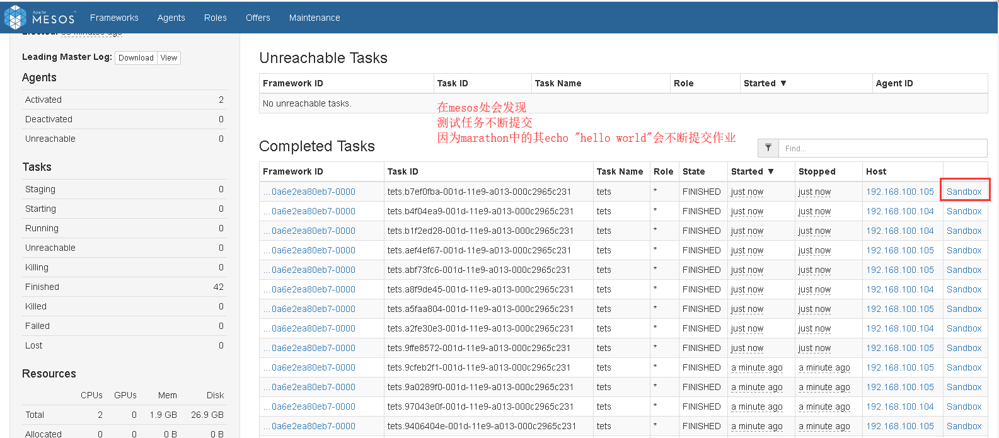 Apache
MESOS™ Frameworks Agents Roles Offers Maintenance
Leading Master Log: Download View
Agents
Activated 2
Deactivated 0
Unreachable 0
Tasks
Staging 0
Starting 0
Running 0
Unreachable 0
Killing 0
Finished 42
Killed 0
Failed 0
Lost 0
Resources
CPUs GPUs Mem Disk
Total 2 0 1.9 GB 26.9 GB
Allocated 0 0 0 B 0 B
Unreachable Tasks
Framework ID Task ID Task Name Role Started ▼ Agent ID
No unreachable tasks.
在mesos处会发现
测试任务不断提交
因为marathon中的其echo "hello world"会不断提交作业
Completed Tasks
Find...
Framework ID Task ID Task Name Role State Started ▼ Stopped Host
...0a6e2ea80eb7-0000 tets.b7ef0fba-001d-11e9-a013-000c2965c231 tets * FINISHED just now just now 192.168.100.105 Sandbox
...0a6e2ea80eb7-0000 tets.b4f04ea9-001d-11e9-a013-000c2965c231 tets * FINISHED just now just now 192.168.100.104 Sandbox
...0a6e2ea80eb7-0000 tets.b1f2ed28-001d-11e9-a013-000c2965c231 tets * FINISHED just now just now 192.168.100.104 Sandbox
...0a6e2ea80eb7-0000 tets.aef4ef67-001d-11e9-a013-000c2965c231 tets * FINISHED just now just now 192.168.100.105 Sandbox
...0a6e2ea80eb7-0000 tets.abf73fc6-001d-11e9-a013-000c2965c231 tets * FINISHED just now just now 192.168.100.105 Sandbox
...0a6e2ea80eb7-0000 tets.a8f9de45-001d-11e9-a013-000c2965c231 tets * FINISHED just now just now 192.168.100.104 Sandbox
...0a6e2ea80eb7-0000 tets.a5faa804-001d-11e9-a013-000c2965c231 tets * FINISHED just now just now 192.168.100.105 Sandbox
...0a6e2ea80eb7-0000 tets.a2fe30e3-001d-11e9-a013-000c2965c231 tets * FINISHED just now just now 192.168.100.104 Sandbox
...0a6e2ea80eb7-0000 tets.9ffe8572-001d-11e9-a013-000c2965c231 tets * FINISHED just now just now 192.168.100.105 Sandbox
...0a6e2ea80eb7-0000 tets.9cfeb2f1-001d-11e9-a013-000c2965c231 tets * FINISHED a minute ago a minute ago 192.168.100.105 Sandbox
...0a6e2ea80eb7-0000 tets.9a0289f0-001d-11e9-a013-000c2965c231 tets * FINISHED a minute ago a minute ago 192.168.100.105 Sandbox
...0a6e2ea80eb7-0000 tets.97043e0f-001d-11e9-a013-000c2965c231 tets * FINISHED a minute ago a minute ago 192.168.100.104 Sandbox
...0a6e2ea80eb7-0000 tets.9406404e-001d-11e9-a013-000c2965c231 tets * FINISHED a minute ago a minute ago 192.168.100.105 Sandbox